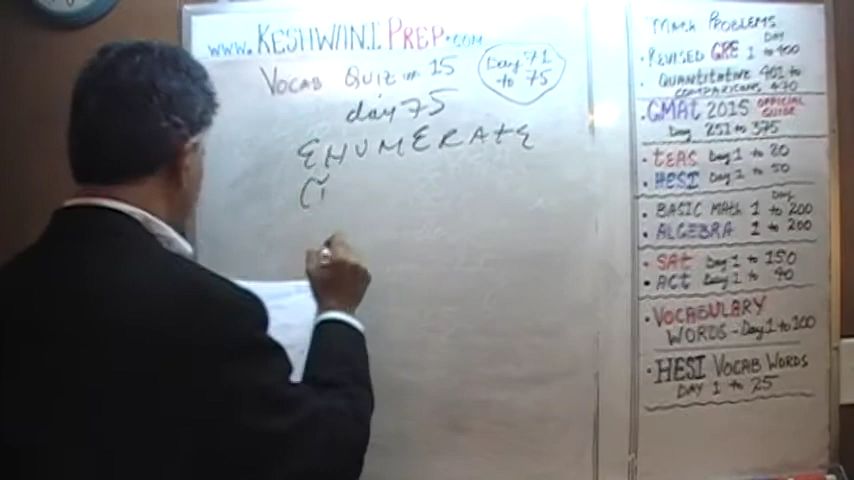 www.KESHWANIPREP.com
VOCAB QUIZ # 15
Day 71
to 75
day 75
ENUMERATE
MATH PROBLEMS
DAY
• REVISED GRE 1 to 400
• QUANTITATIVE 401 to
COMPARISONS 470
• GMAT 2015 OFFICIAL
GUIDE
Day 251 to 375
• TEAS Day 1 to 20
• HESI Day 1 to 50
DAY
• BASIC MATH 1 to 200
• ALGEBRA 1 to 200
• SAT Day 1 to 150
• ACT Day 1 to 90
• VOCABULARY
WORDS - Day 1 to 100
• HESI VOCAB WORDS
DAY 1 to 25